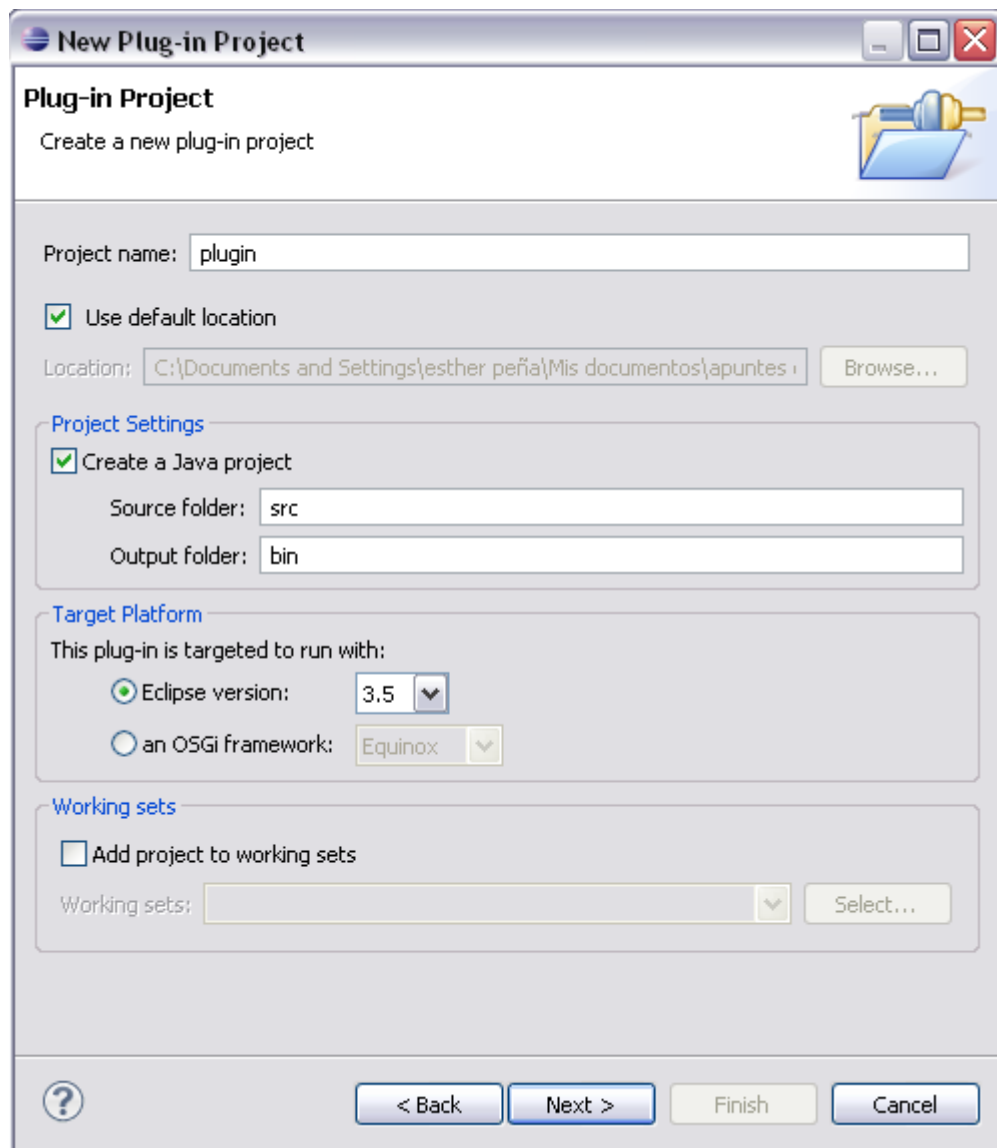 New Plug-in Project
Plug-in Project
Create a new plug-in project
Project name: plugin
Use default location
Location: C:\Documents and Settings\esther peña\Mis documentos\apuntes Browse...
Project Settings
Create a Java project
Source folder: src
Output folder: bin
Target Platform
This plug-in is targeted to run with:
Eclipse version: 3.5
an OSGi framework: Equinox
Working sets
Add project to working sets
Working sets: Select...
? < Back Next > Finish Cancel